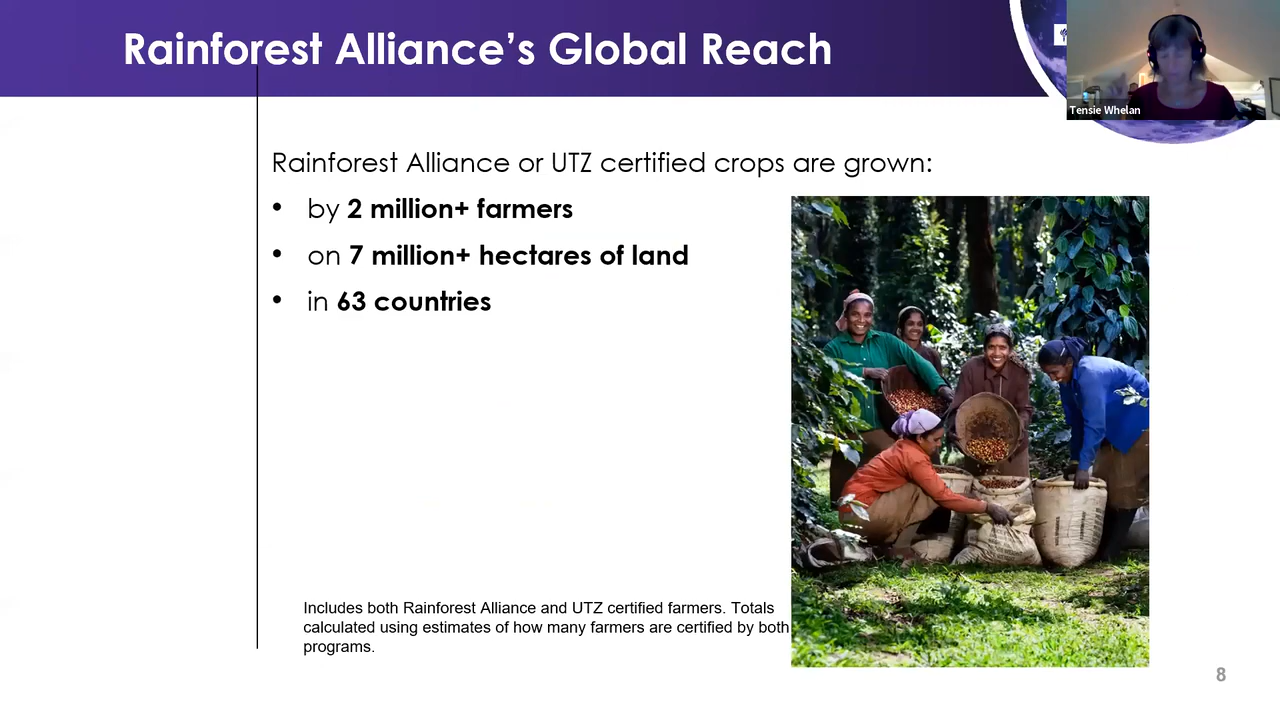 Rainforest Alliance’s Global Reach
Tensie Whelan
Rainforest Alliance or UTZ certified crops are grown:
• by 2 million+ farmers
• on 7 million+ hectares of land
• in 63 countries
Includes both Rainforest Alliance and UTZ certified farmers. Totals
calculated using estimates of how many farmers are certified by both
programs.
8